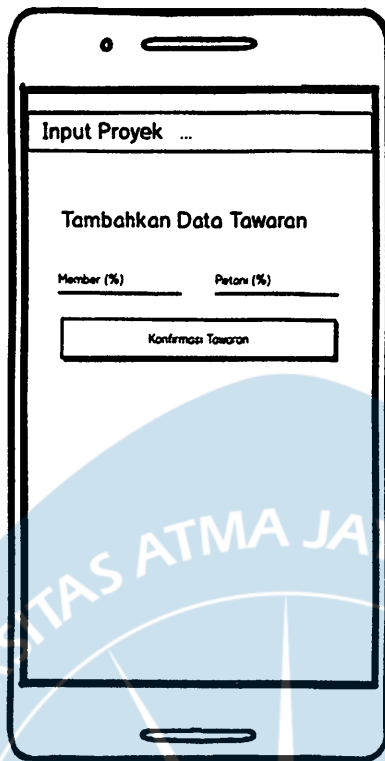 Input Proyek ...
Tambahkan Data Tawaran
Member (%) Petani (%)
Konfirmasi Tawaran
SITAS ATMA JA